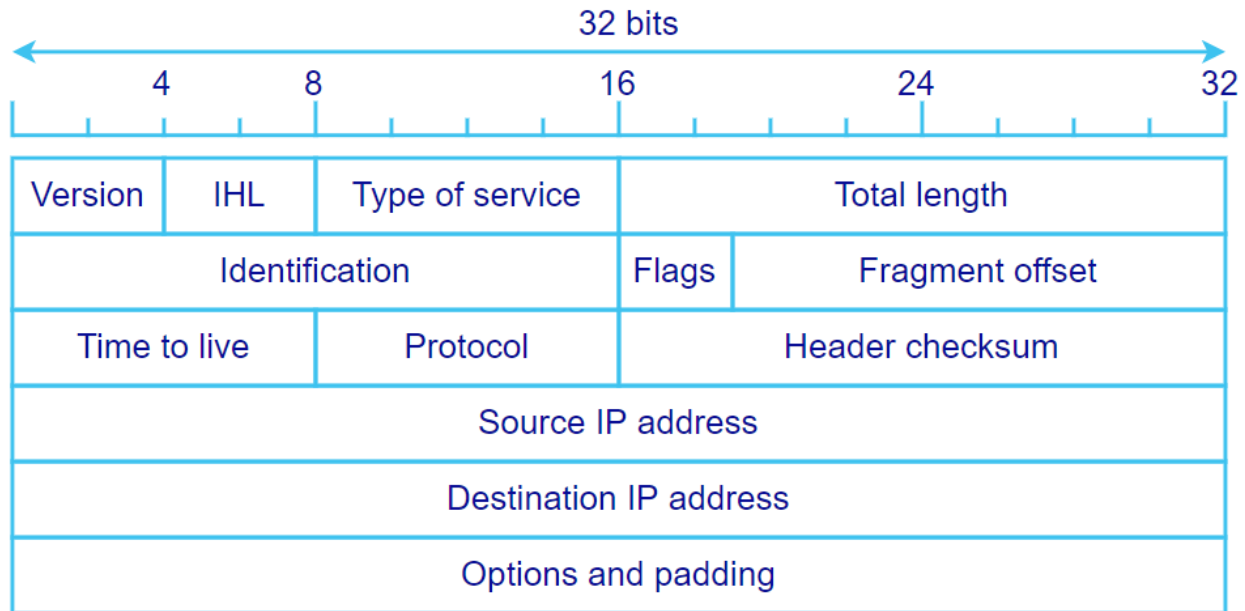 32 bits
4 8 16 24 32
Version IHL Type of service Total length
Identification Flags Fragment offset
Time to live Protocol Header checksum
Source IP address
Destination IP address
Options and padding